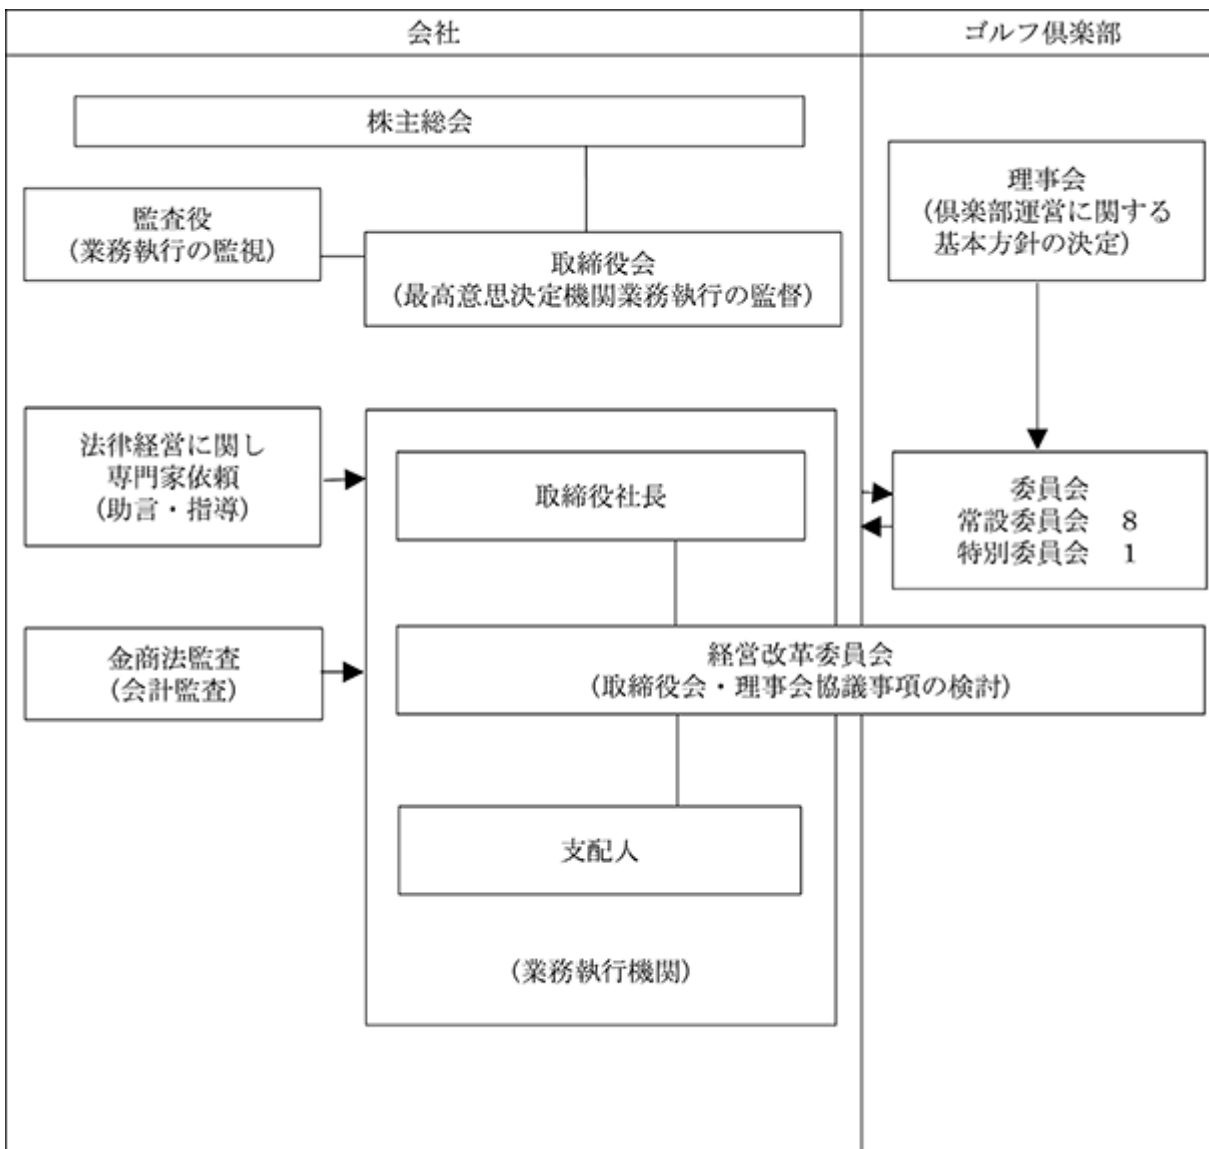 会社
ゴルフ倶楽部
株主総会
監査役
(業務執行の監視)
取締役会
(最高意思決定機関業務執行の監督)
理事会
(倶楽部運営に関する
基本方針の決定)
法律経営に関し
専門家依頼
(助言・指導)
取締役社長
委員会
常設委員会 8
特別委員会 1
金商法監査
(会計監査)
経営改革委員会
(取締役会・理事会協議事項の検討)
支配人
(業務執行機関)